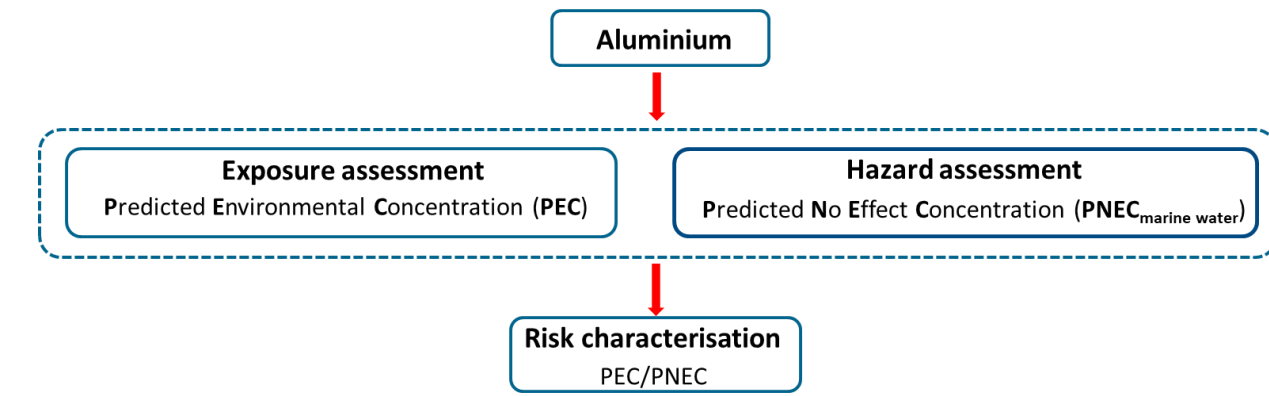 Aluminium
Exposure assessment
Predicted Environmental Concentration (PEC)
Hazard assessment
Predicted No Effect Concentration (PNECmarine water)
Risk characterisation
PEC/PNEC